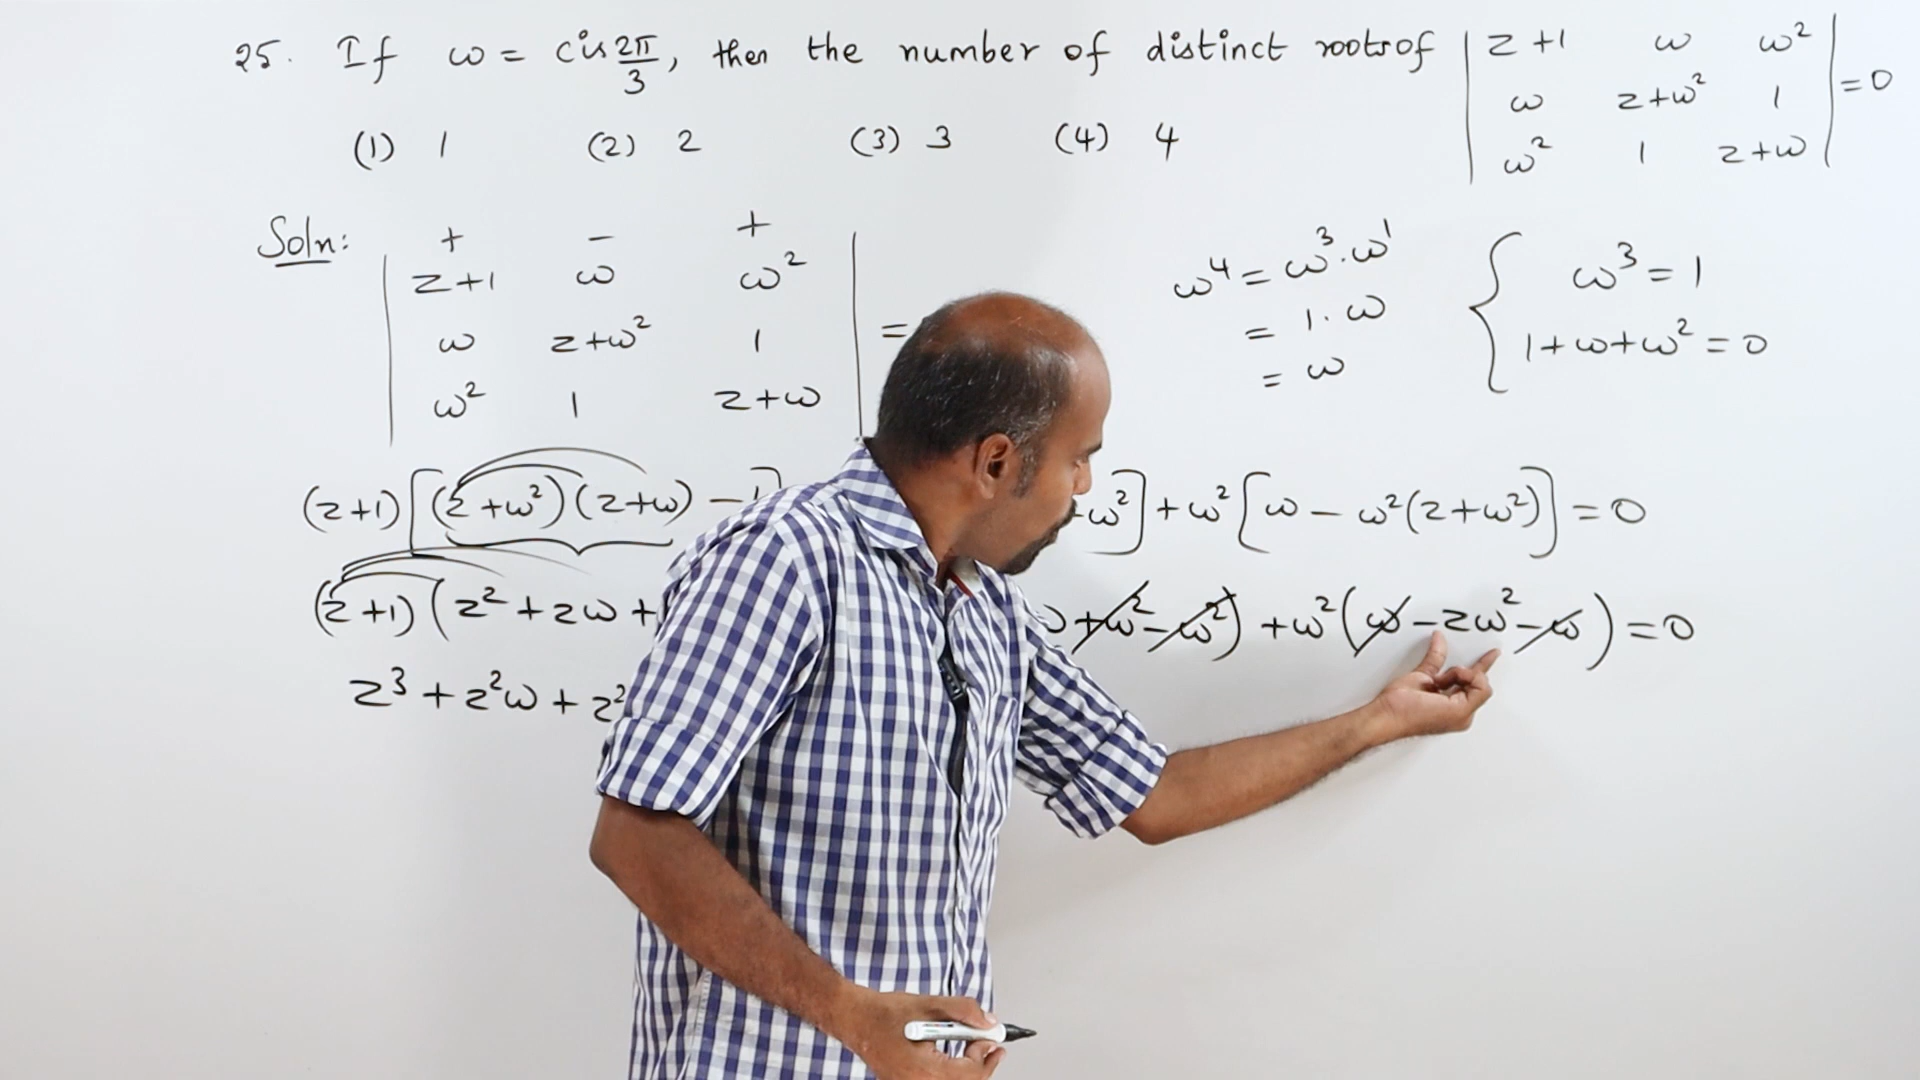 25. If ω = cis 2π/3, then the number of distinct roots of | z+1 ω ω² |
| ω z+ω² 1 | = 0
| ω² 1 z+ω |
(1) 1 (2) 2 (3) 3 (4) 4
Soln:
+ − +
| z+1 ω ω² |
| ω z+ω² 1 | =
| ω² 1 z+ω |
ω⁴ = ω³.ω¹
= 1.ω
= ω
{ ω³ = 1
1+ω+ω² = 0
(z+1)[(z+ω²)(z+ω) − 1] ω²] + ω²[ω − ω²(z+ω²)] = 0
(z+1)(z² + zω + +ω² − ω²) + ω²(ω − zω² − ω) = 0
z³ + z²ω + z²